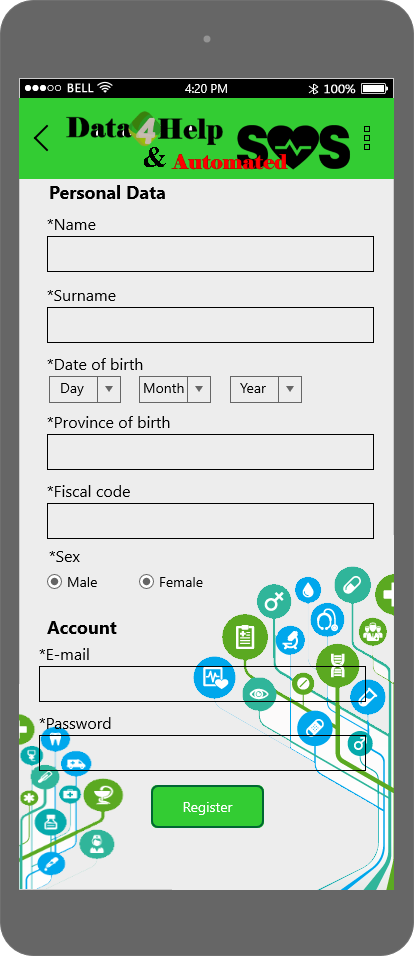 BELL 4:20 PM 100%
Data4Help
& Automated SOS
Personal Data
*Name
*Surname
*Date of birth
Day Month Year
*Province of birth
*Fiscal code
*Sex
Male Female
Account
*E-mail
*Password
Register